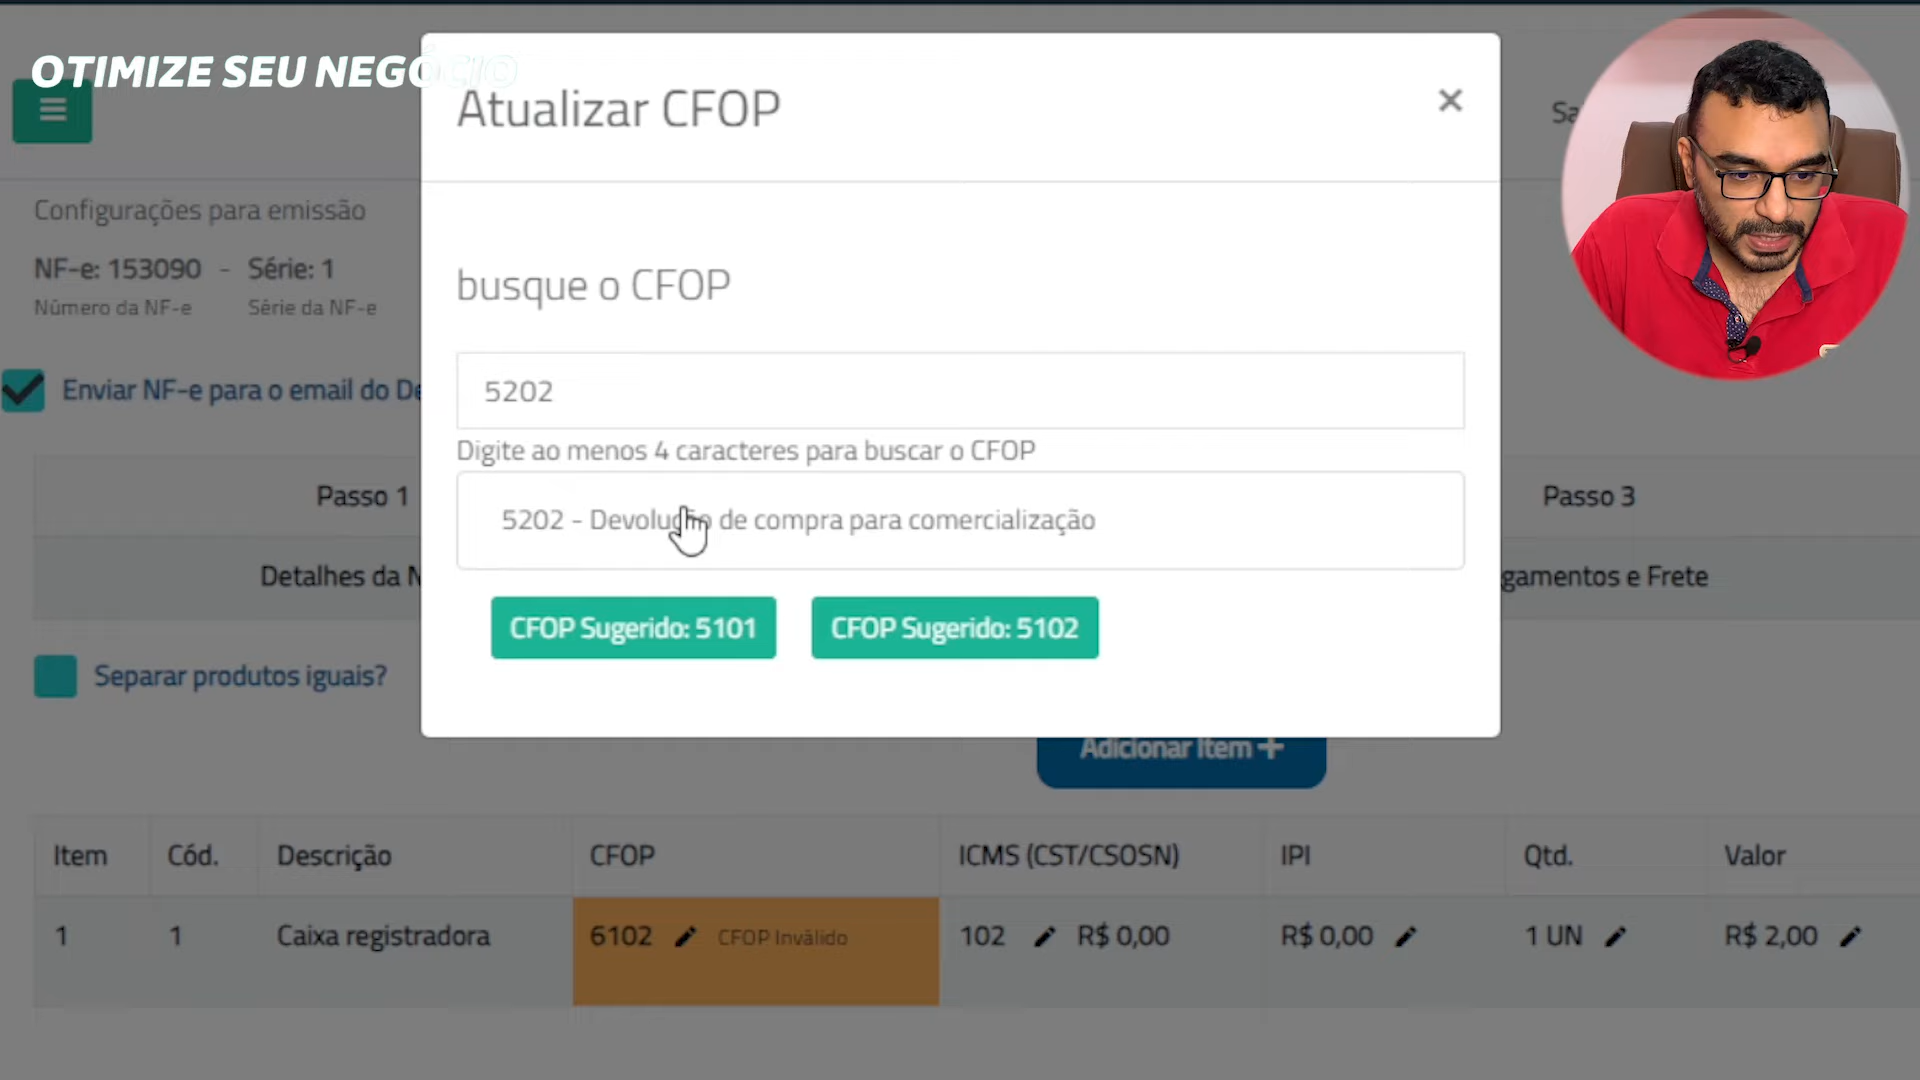 OTIMIZE SEU NEGÓCIO
Atualizar CFOP
Configurações para emissão
NF-e: 153090 - Série: 1
Número da NF-e Série da NF-e
busque o CFOP
Enviar NF-e para o email do
5202
Digite ao menos 4 caracteres para buscar o CFOP
Passo 1
Passo 3
5202 - Devolução de compra para comercialização
Detalhes da
e Frete
CFOP Sugerido: 5101
CFOP Sugerido: 5102
Separar produtos iguais?
Adicionar Item +
Item Cód. Descrição CFOP ICMS (CST/CSOSN) IPI Qtd. Valor
1 1 Caixa registradora 6102 CFOP Inválido 102 R$ 0,00 R$ 0,00 1 UN R$ 2,00